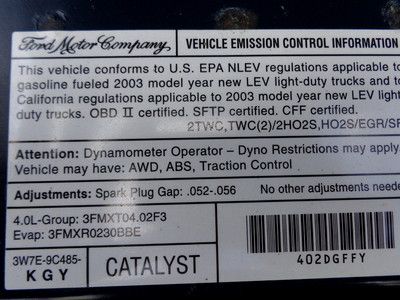 Ford Motor Company
VEHICLE EMISSION CONTROL INFORMATION
This vehicle conforms to U.S. EPA NLEV regulations applicable to
gasoline fueled 2003 model year new LEV light-duty trucks and to
California regulations applicable to 2003 model year new LEV light
duty trucks. OBD II certified. SFTP certified. CFF certified.
2TWC,TWC(2)/2HO2S,HO2S/EGR/SF
Attention: Dynamometer Operator - Dyno Restrictions may apply.
Vehicle may have: AWD, ABS, Traction Control
Adjustments: Spark Plug Gap: .052-.056 No other adjustments neede
4.0L-Group: 3FMXT04.02F3
Evap: 3FMXR0230BBE
3W7E-9C485-
KGY
CATALYST
402DGFFY